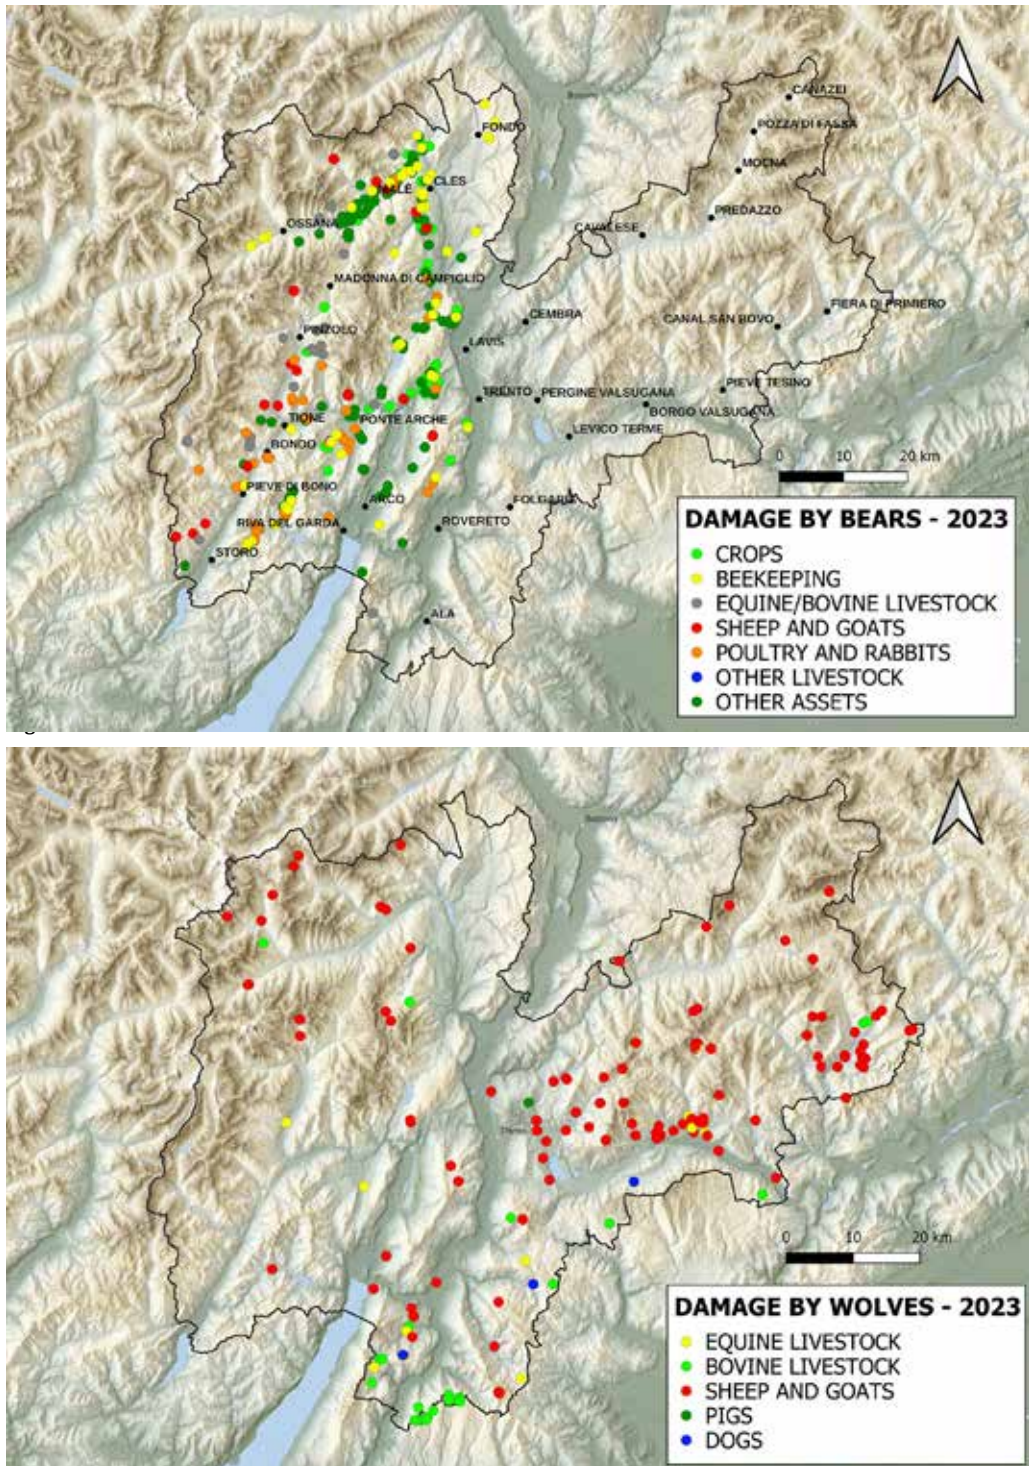 CANAZEI
POZZA DI FASSA
FONDO
MOENA
MALÉ
CLES
PREDAZZO
OSSANA
CAVALESE
MADONNA DI CAMPIGLIO
FIERA DI PRIMIERO
CEMBRA
CANAL SAN BOVO
PINZOLO
LAVIS
PIEVE TESINO
TRENTO
PERGINE VALSUGANA
BORGO VALSUGANA
TIONE
PONTE ARCHE
LEVICO TERME
BONDO
0 10 20 km
PIEVE DI BONO
ARCO
FOLGARIA
RIVA DEL GARDA
ROVERETO
STORO
ALA
DAMAGE BY BEARS - 2023
CROPS
BEEKEEPING
EQUINE/BOVINE LIVESTOCK
SHEEP AND GOATS
POULTRY AND RABBITS
OTHER LIVESTOCK
OTHER ASSETS
0 10 20 km
DAMAGE BY WOLVES - 2023
EQUINE LIVESTOCK
BOVINE LIVESTOCK
SHEEP AND GOATS
PIGS
DOGS